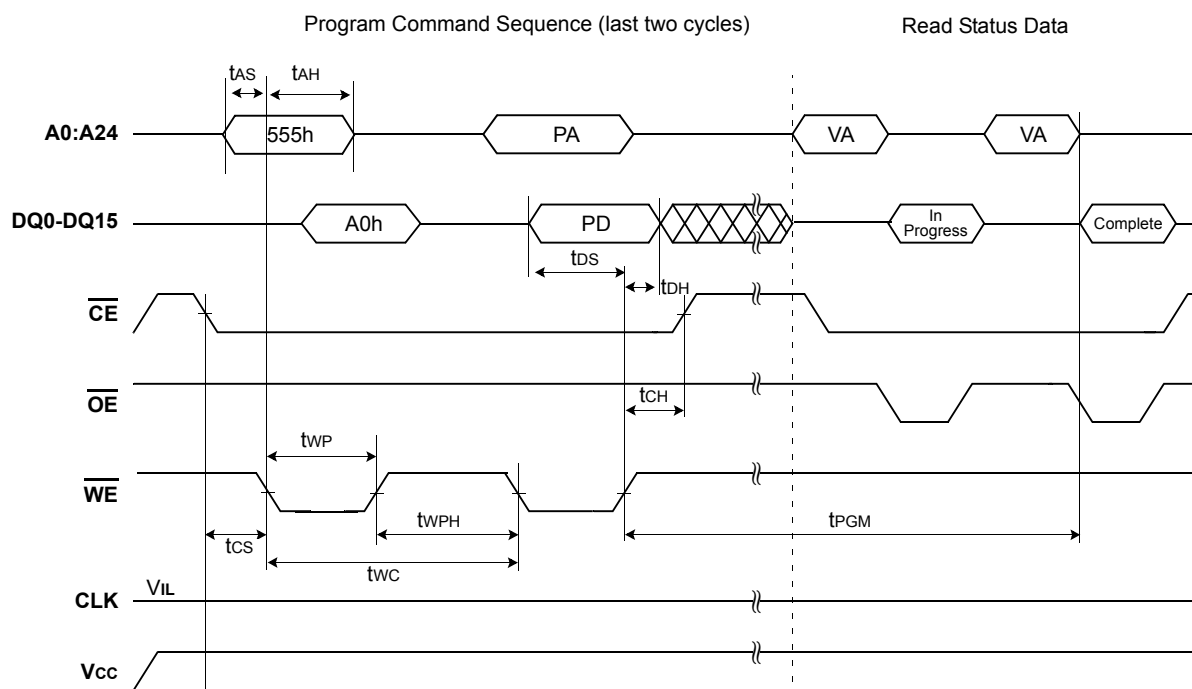 Program Command Sequence (last two cycles)
Read Status Data
tAS
tAH
A0:A24
555h
PA
VA
VA
DQ0-DQ15
A0h
PD
In
Progress
Complete
tDS
tDH
CE
OE
tCH
tWP
WE
tWPH
tPGM
tCS
tWC
CLK
VIL
VCC